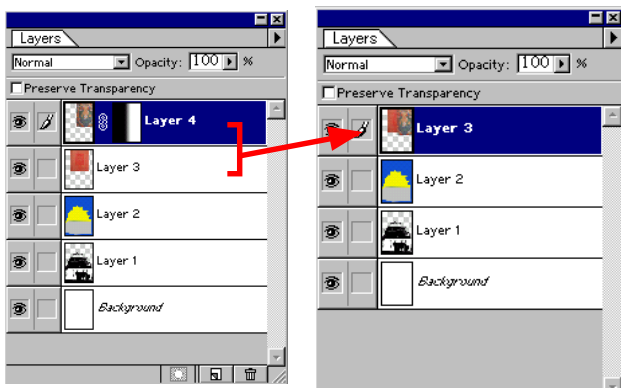 Layers
Normal Opacity: 100 %
Preserve Transparency
Layer 4
Layer 3
Layer 2
Layer 1
Background
Layers
Normal Opacity: 100 %
Preserve Transparency
Layer 3
Layer 2
Layer 1
Background